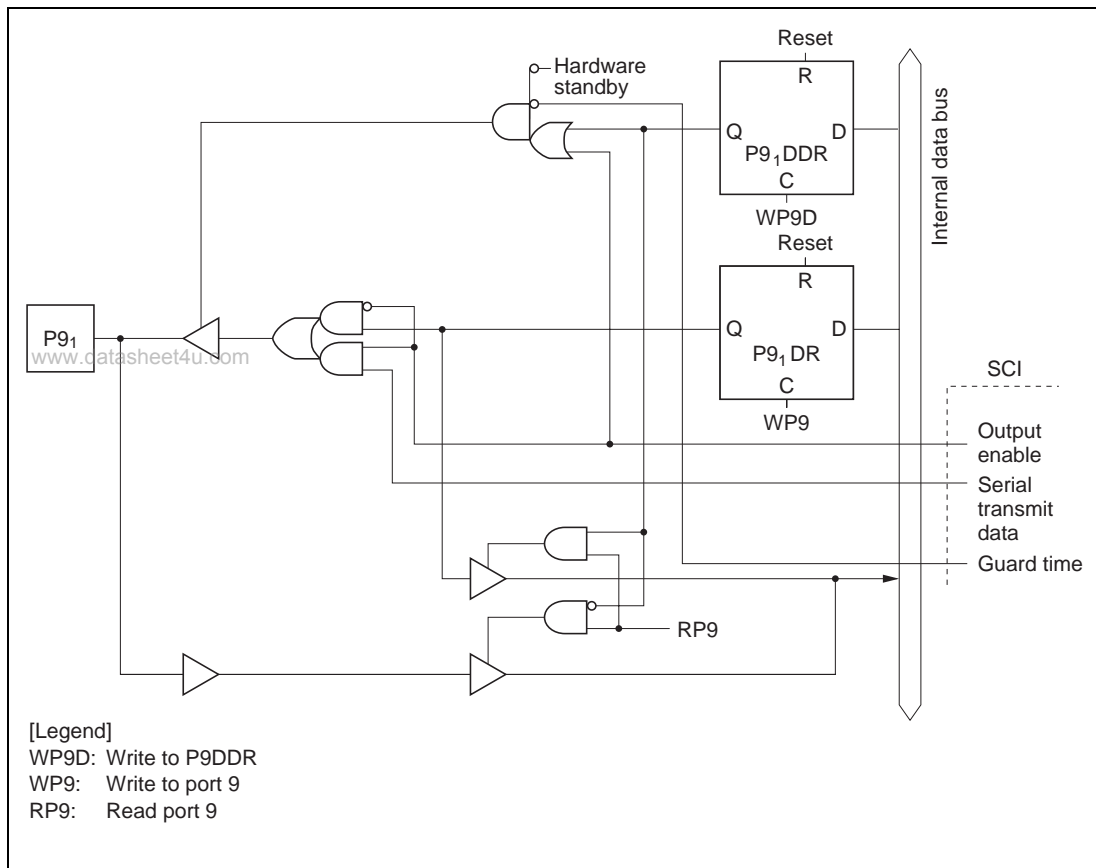 Reset
Hardware
standby
R
Q
D
P9₁DDR
C
WP9D
Internal data bus
Reset
R
Q
D
P9₁DR
C
WP9
P9₁
www.datasheet4u.com
SCI
Output
enable
Serial
transmit
data
Guard time
RP9
[Legend]
WP9D: Write to P9DDR
WP9: Write to port 9
RP9: Read port 9